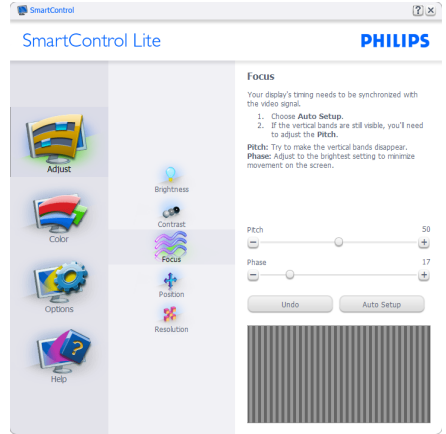 SmartControl
SmartControl Lite
PHILIPS
Adjust
Color
Options
Help
Brightness
Contrast
Focus
Position
Resolution
Focus
Your display's timing needs to be synchronized with
the video signal.
1. Choose Auto Setup.
2. If the vertical bands are still visible, you'll need
to adjust the Pitch.
Pitch: Try to make the vertical bands disappear.
Phase: Adjust to the brightest setting to minimize
movement on the screen.
Pitch 50
Phase 17
Undo Auto Setup